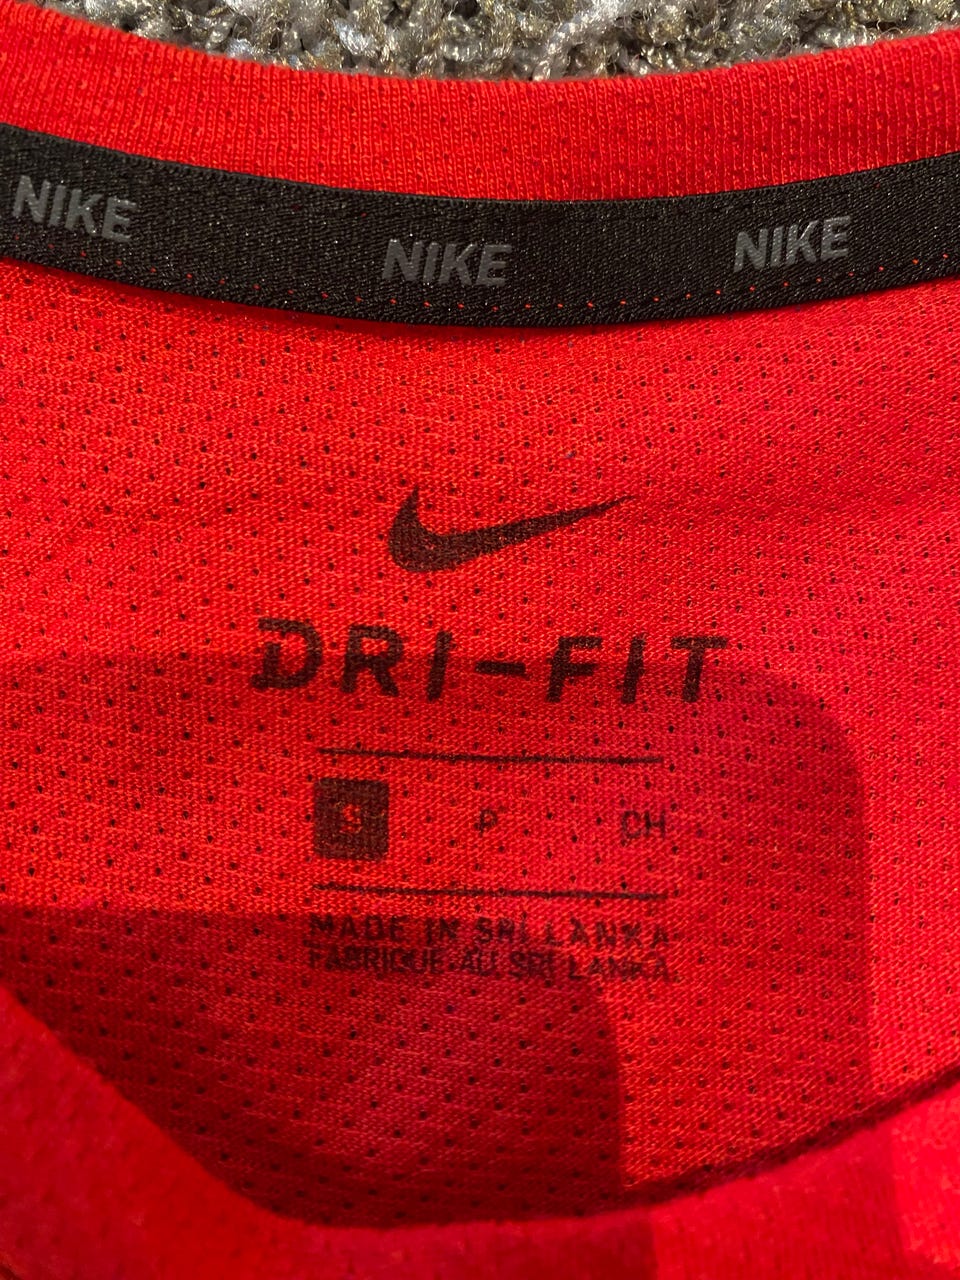 NIKE NIKE NIKE
DRI-FIT
S P CH
MADE IN SRI LANKA
FABRIQUE AU SRI LANKA